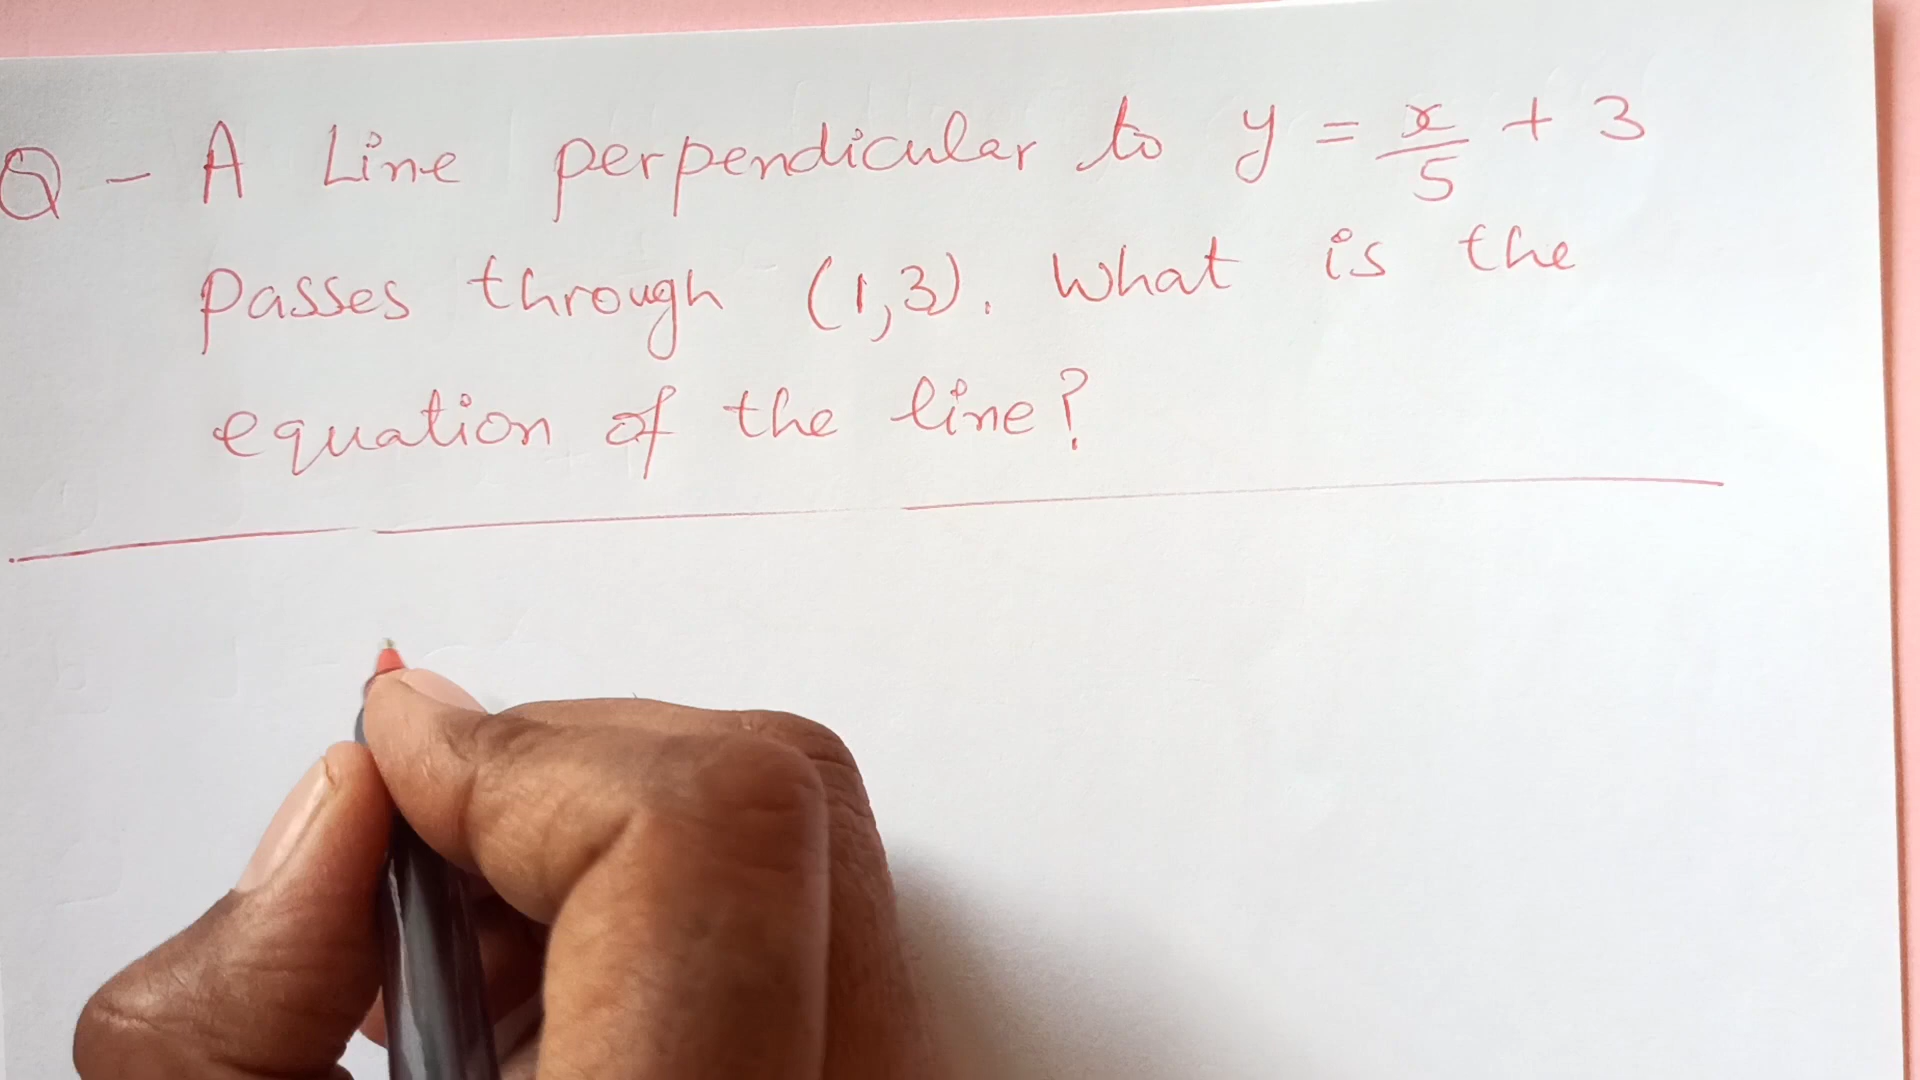 Q - A Line perpendicular to y = x/5 + 3
passes through (1,3). What is the
equation of the line?